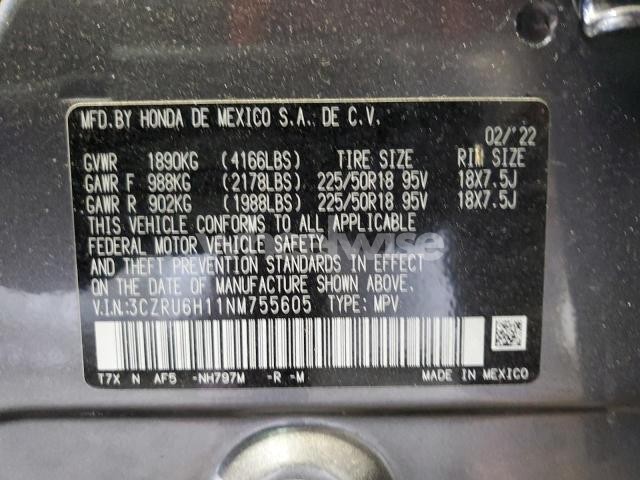 MFD.BY HONDA DE MEXICO S.A. DE C.V.
02/'22
GVWR 1890KG (4166LBS) TIRE SIZE RIM SIZE
GAWR F 988KG (2178LBS) 225/50R18 95V 18X7.5J
GAWR R 902KG (1988LBS) 225/50R18 95V 18X7.5J
THIS VEHICLE CONFORMS TO ALL APPLICABLE
FEDERAL MOTOR VEHICLE SAFETY
AND THEFT PREVENTION STANDARDS IN EFFECT
ON THE DATE OF MANUFACTURE SHOWN ABOVE.
V.I.N:3CZRU6H11NM755605 TYPE: MPV
T7X N AF5 -NH797M -R -M
MADE IN MEXICO